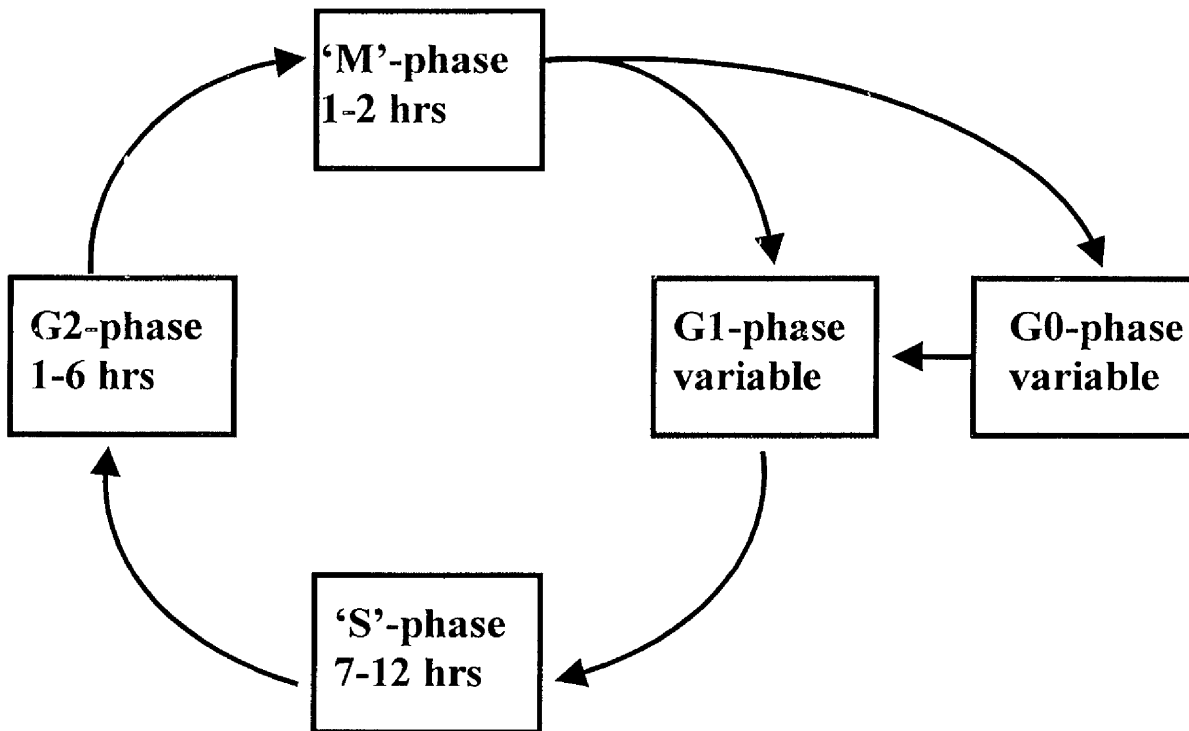 ‘M’-phase
1-2 hrs
G2-phase
1-6 hrs
G1-phase
variable
G0-phase
variable
‘S’-phase
7-12 hrs